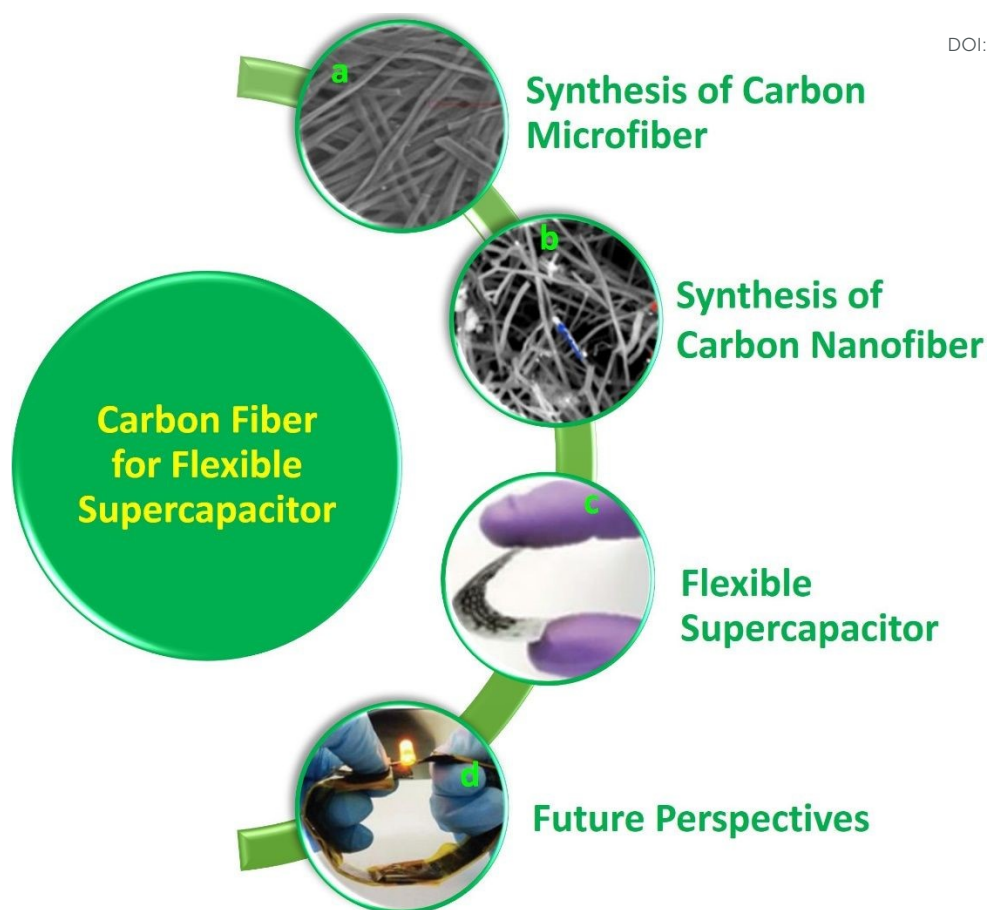 DOI:
a
Synthesis of Carbon
Microfiber
b
Synthesis of
Carbon Nanofiber
Carbon Fiber
for Flexible
Supercapacitor
c
Flexible
Supercapacitor
d
Future Perspectives